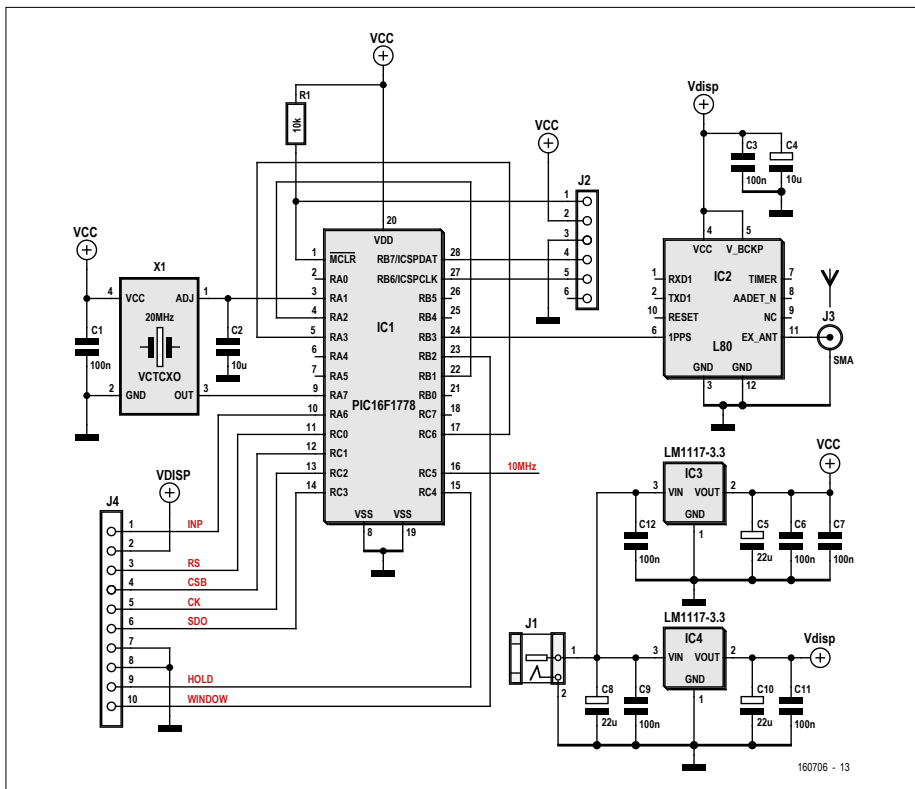 VCC
R1
10k
VCC
J2
1
2
3
4
5
6
Vdisp
C3
100n
C4
10u
VCC
X1
4 VCC ADJ 1
20MHz
VCTCXO
2 GND OUT 3
C1
100n
C2
10u
20
VDD
1 MCLR RB7/ICSPDAT 28
2 RA0 RB6/ICSPCLK 27
3 RA1 RB5 26
4 RA2 RB4 25
5 RA3 RB3 24
6 RA4 RB2 23
7 RA5 RB1 22
9 RA7 RB0 21
10 RA6 RC7 18
11 RC0 RC6 17
12 RC1
13 RC2 RC5 16
14 RC3 RC4 15
IC1
PIC16F1778
VSS VSS
8 19
10MHz
4 5
VCC V_BCKP
IC2
1 RXD1 TIMER 7
2 TXD1 AADET_N 8
10 RESET NC 9
6 1PPS EX_ANT 11
L80
GND GND
3 12
J3
SMA
VDISP
J4
1 INP
2
3 RS
4 CSB
5 CK
6 SDO
7
8
9 HOLD
10 WINDOW
LM1117-3.3
IC3
3 VIN VOUT 2
GND
1
VCC
C12
100n
C5
22u
C6
100n
C7
100n
J1
1
2
LM1117-3.3
IC4
3 VIN VOUT 2
GND
1
Vdisp
C8
22u
C9
100n
C10
22u
C11
100n
160706 - 13